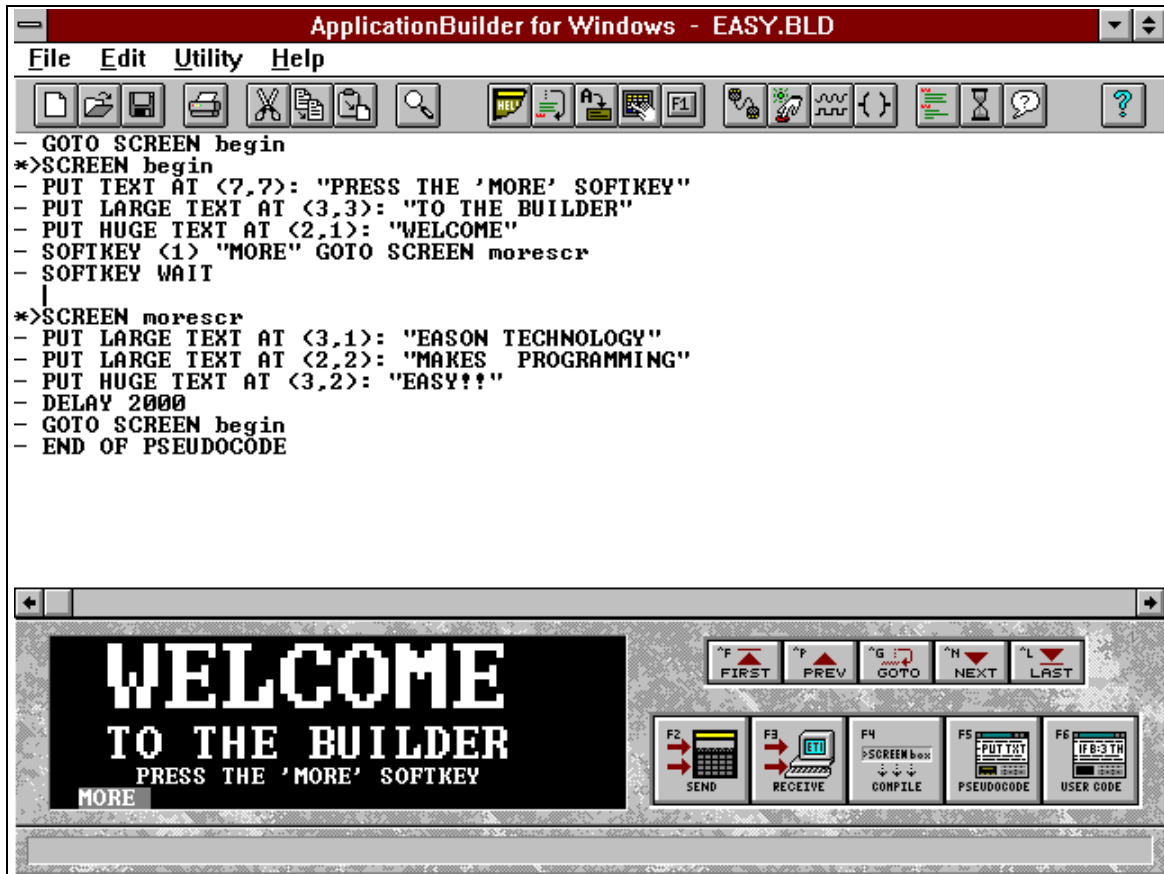 ApplicationBuilder for Windows - EASY.BLD
File Edit Utility Help
HELP A F1 ?
- GOTO SCREEN begin
*>SCREEN begin
- PUT TEXT AT (7,7): "PRESS THE 'MORE' SOFTKEY"
- PUT LARGE TEXT AT (3,3): "TO THE BUILDER"
- PUT HUGE TEXT AT (2,1): "WELCOME"
- SOFTKEY (1) "MORE" GOTO SCREEN morescr
- SOFTKEY WAIT
*>SCREEN morescr
- PUT LARGE TEXT AT (3,1): "EASON TECHNOLOGY"
- PUT LARGE TEXT AT (2,2): "MAKES  PROGRAMMING"
- PUT HUGE TEXT AT (3,2): "EASY!!"
- DELAY 2000
- GOTO SCREEN begin
- END OF PSEUDOCODE
WELCOME
TO THE BUILDER
PRESS THE 'MORE' SOFTKEY
MORE
^F FIRST ^P PREV ^G GOTO ^N NEXT ^L LAST
F2 F3 ETI F4 >SCREEN box F5 -PUT TXT F6 IF B:3 TH
SEND RECEIVE COMPILE PSEUDOCODE USER CODE